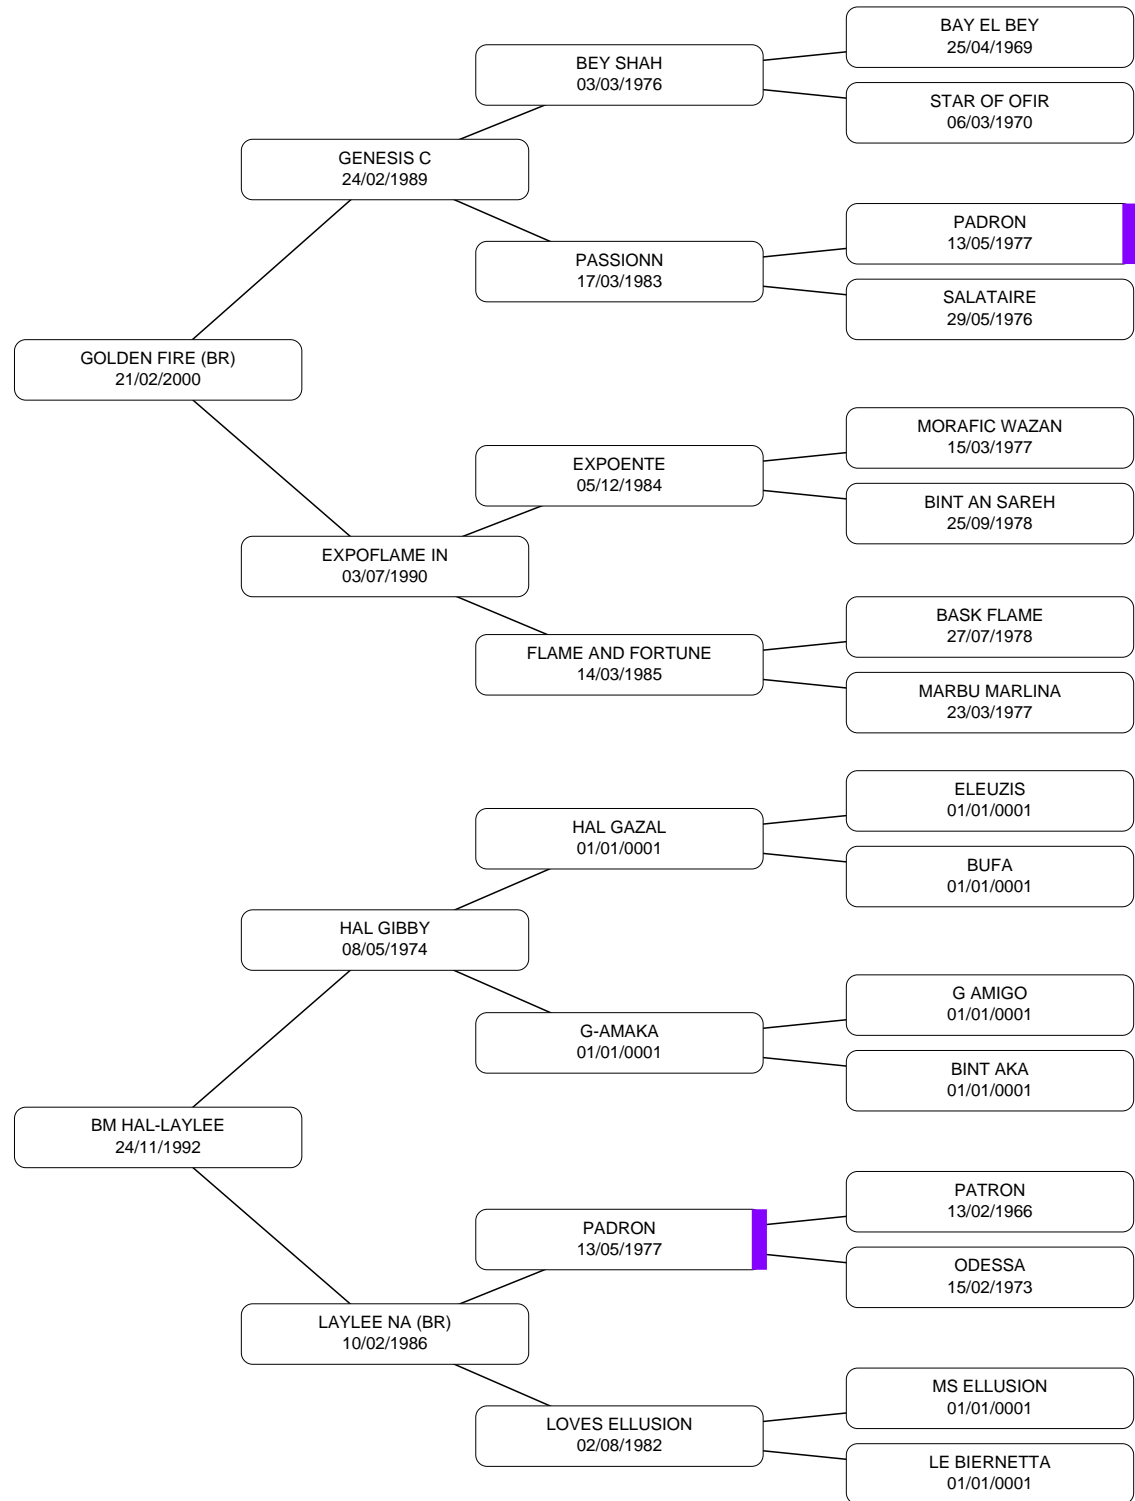 BAY EL BEY
25/04/1969
BEY SHAH
03/03/1976
STAR OF OFIR
06/03/1970
GENESIS C
24/02/1989
PADRON
13/05/1977
PASSIONN
17/03/1983
SALATAIRE
29/05/1976
GOLDEN FIRE (BR)
21/02/2000
MORAFIC WAZAN
15/03/1977
EXPOENTE
05/12/1984
BINT AN SAREH
25/09/1978
EXPOFLAME IN
03/07/1990
BASK FLAME
27/07/1978
FLAME AND FORTUNE
14/03/1985
MARBU MARLINA
23/03/1977
ELEUZIS
01/01/0001
HAL GAZAL
01/01/0001
BUFA
01/01/0001
HAL GIBBY
08/05/1974
G AMIGO
01/01/0001
G-AMAKA
01/01/0001
BINT AKA
01/01/0001
BM HAL-LAYLEE
24/11/1992
PATRON
13/02/1966
PADRON
13/05/1977
ODESSA
15/02/1973
LAYLEE NA (BR)
10/02/1986
MS ELLUSION
01/01/0001
LOVES ELLUSION
02/08/1982
LE BIERNETTA
01/01/0001